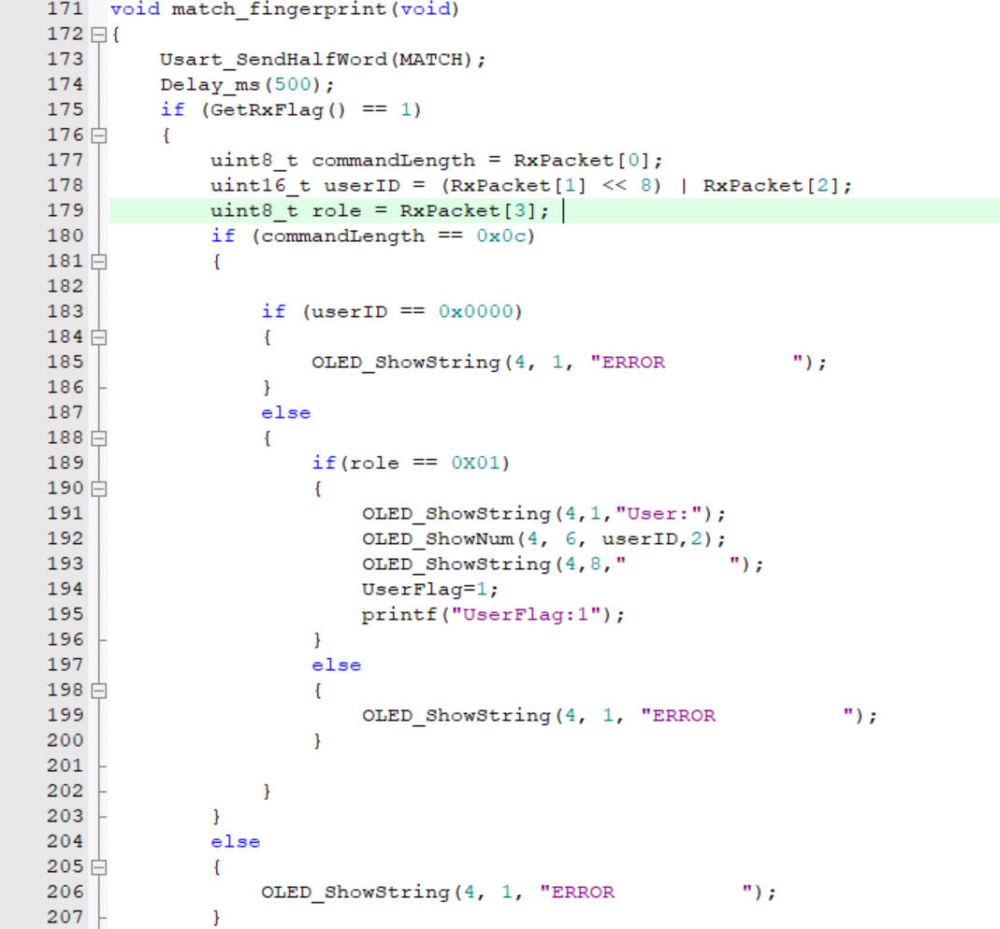 171 void match_fingerprint(void)
172 {
173     Usart_SendHalfWord(MATCH);
174     Delay_ms(500);
175     if (GetRxFlag() == 1)
176     {
177         uint8_t commandLength = RxPacket[0];
178         uint16_t userID = (RxPacket[1] << 8) | RxPacket[2];
179         uint8_t role = RxPacket[3];
180         if (commandLength == 0x0c)
181         {
182
183             if (userID == 0x0000)
184             {
185                 OLED_ShowString(4, 1, "ERROR          ");
186             }
187             else
188             {
189                 if(role == 0X01)
190                 {
191                     OLED_ShowString(4,1,"User:");
192                     OLED_ShowNum(4, 6, userID,2);
193                     OLED_ShowString(4,8,"        ");
194                     UserFlag=1;
195                     printf("UserFlag:1");
196                 }
197                 else
198                 {
199                     OLED_ShowString(4, 1, "ERROR          ");
200                 }
201
202             }
203         }
204         else
205         {
206             OLED_ShowString(4, 1, "ERROR          ");
207         }